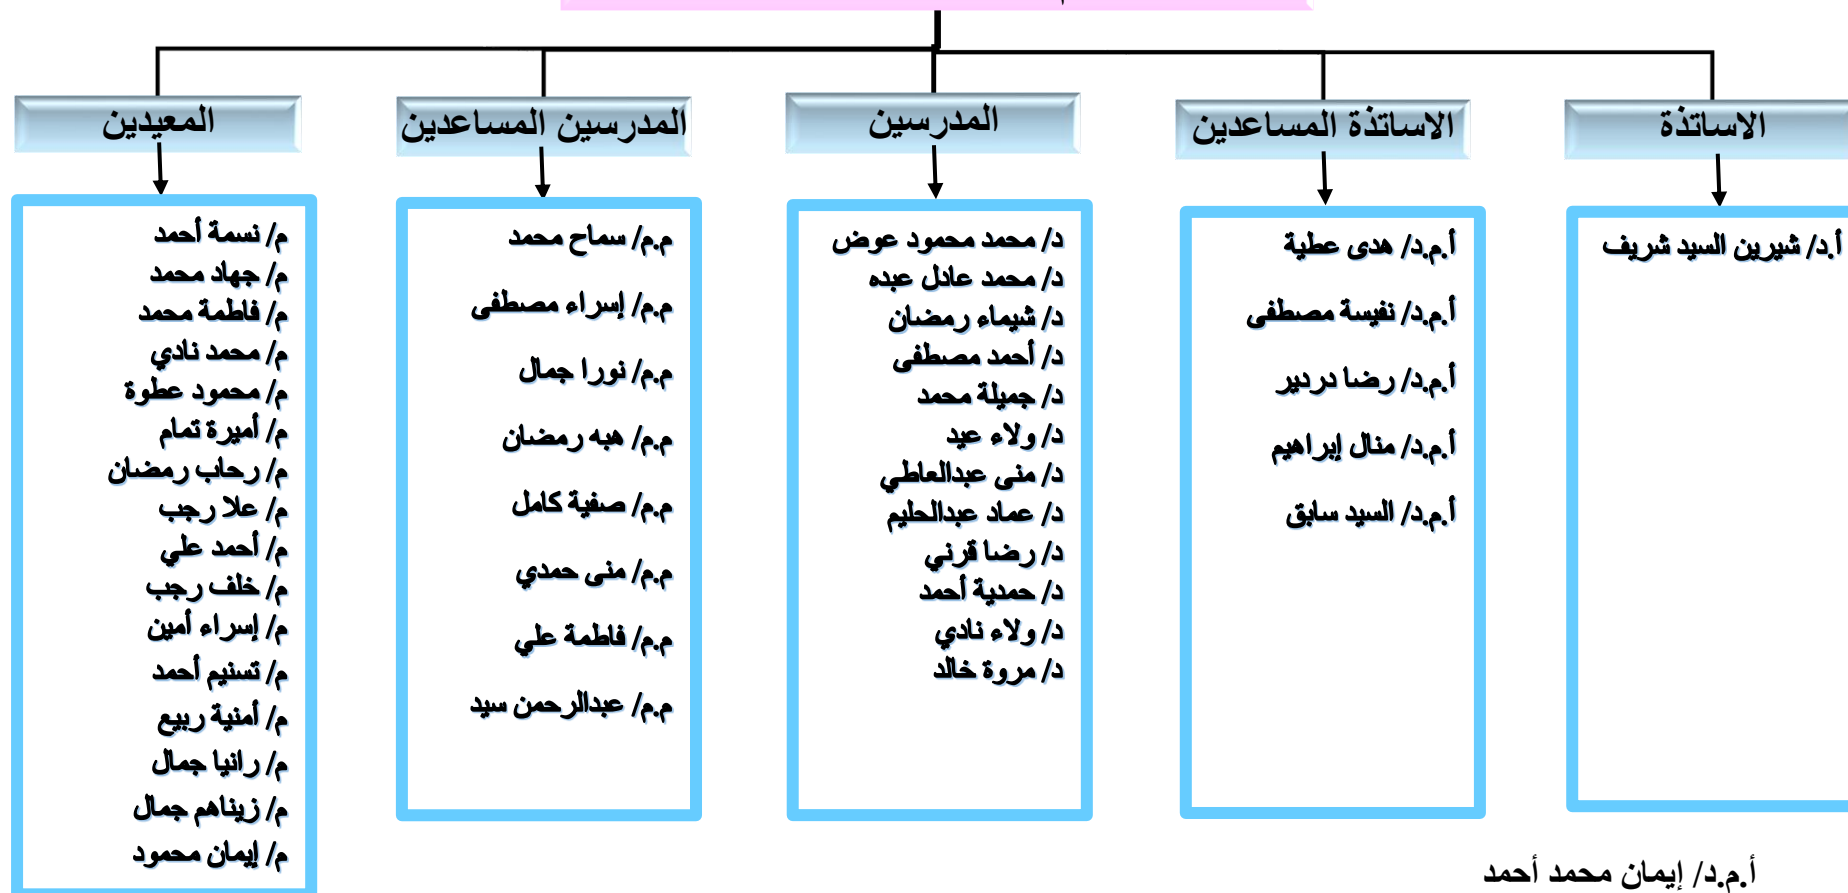 الاساتذة
أ.د/ شيرين السيد شريف
الاساتذة المساعدين
أ.م.د/ هدى عطية
أ.م.د/ نفيسة مصطفى
أ.م.د/ رضا دردير
أ.م.د/ منال إبراهيم
أ.م.د/ السيد سابق
المدرسين
د/ محمد محمود عوض
د/ محمد عادل عبده
د/ شيماء رمضان
د/ أحمد مصطفى
د/ جميلة محمد
د/ ولاء عيد
د/ منى عبدالعاطي
د/ عماد عبدالحليم
د/ رضا قرني
د/ حمدية أحمد
د/ ولاء نادي
د/ مروة خالد
المدرسين المساعدين
م.م/ سماح محمد
م.م/ إسراء مصطفى
م.م/ نورا جمال
م.م/ هبه رمضان
م.م/ صفية كامل
م.م/ منى حمدي
م.م/ فاطمة علي
م.م/ عبدالرحمن سيد
المعيدين
م/ نسمة أحمد
م/ جهاد محمد
م/ فاطمة محمد
م/ محمد نادي
م/ محمود عطوة
م/ أميرة تمام
م/ رحاب رمضان
م/ علا رجب
م/ أحمد علي
م/ خلف رجب
م/ إسراء أمين
م/ تسنيم أحمد
م/ أمنية ربيع
م/ رانيا جمال
م/ زيناهم جمال
م/ إيمان محمود
أ.م.د/ إيمان محمد أحمد